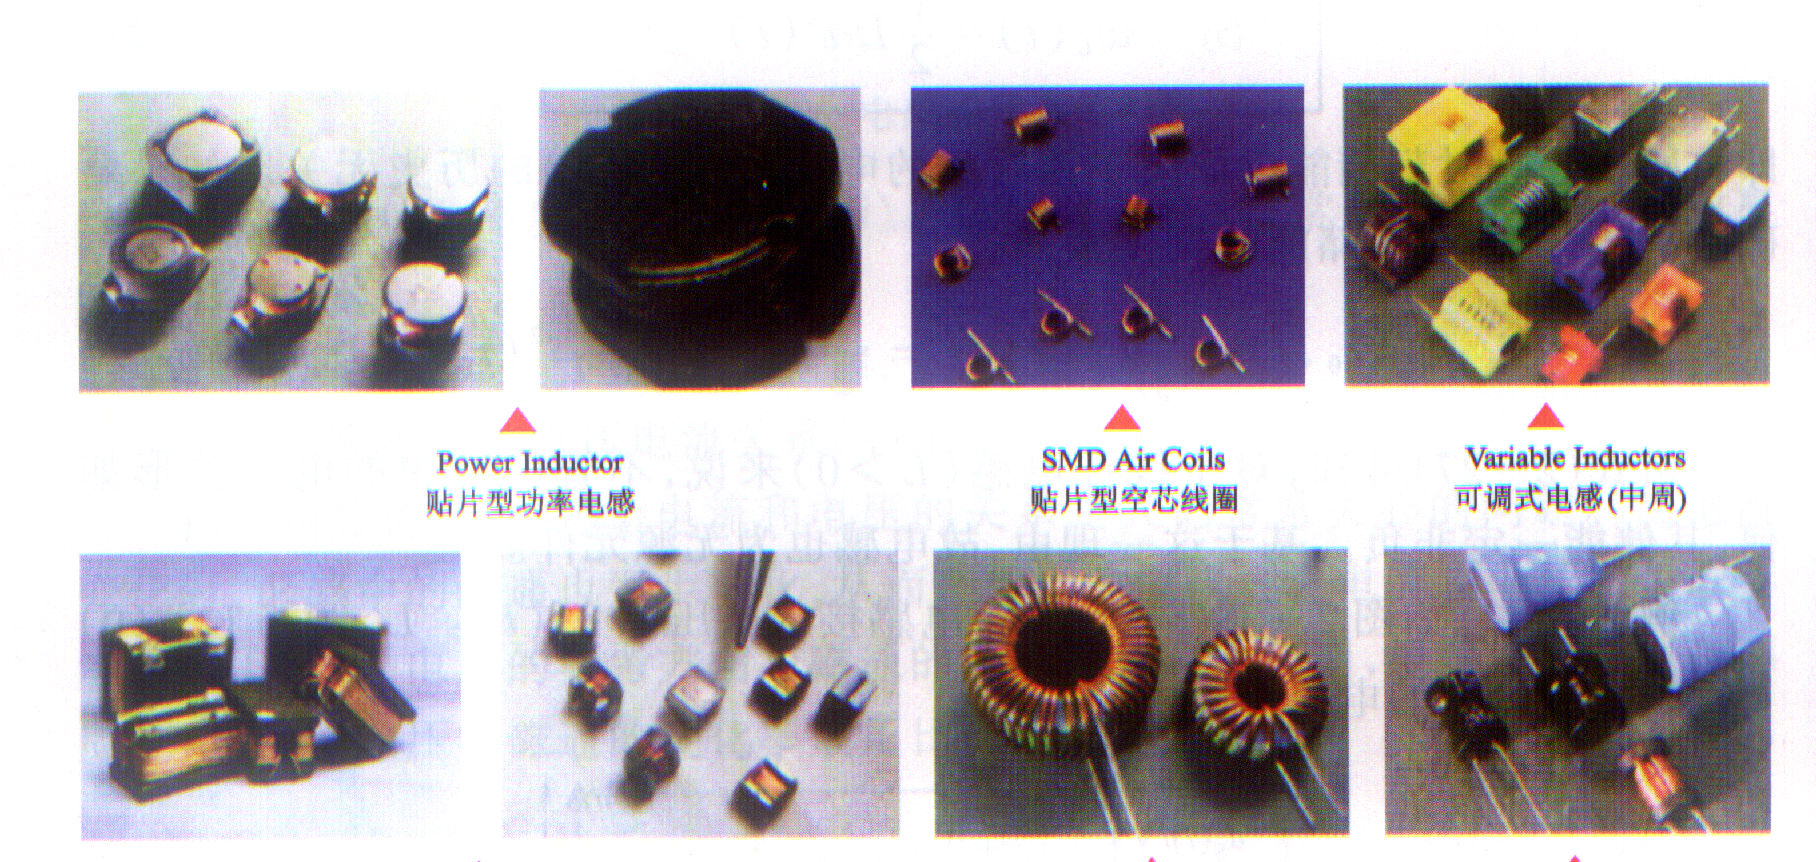 Power Inductor
贴片型功率电感
SMD Air Coils
贴片型空芯线圈
Variable Inductors
可调式电感(中周)